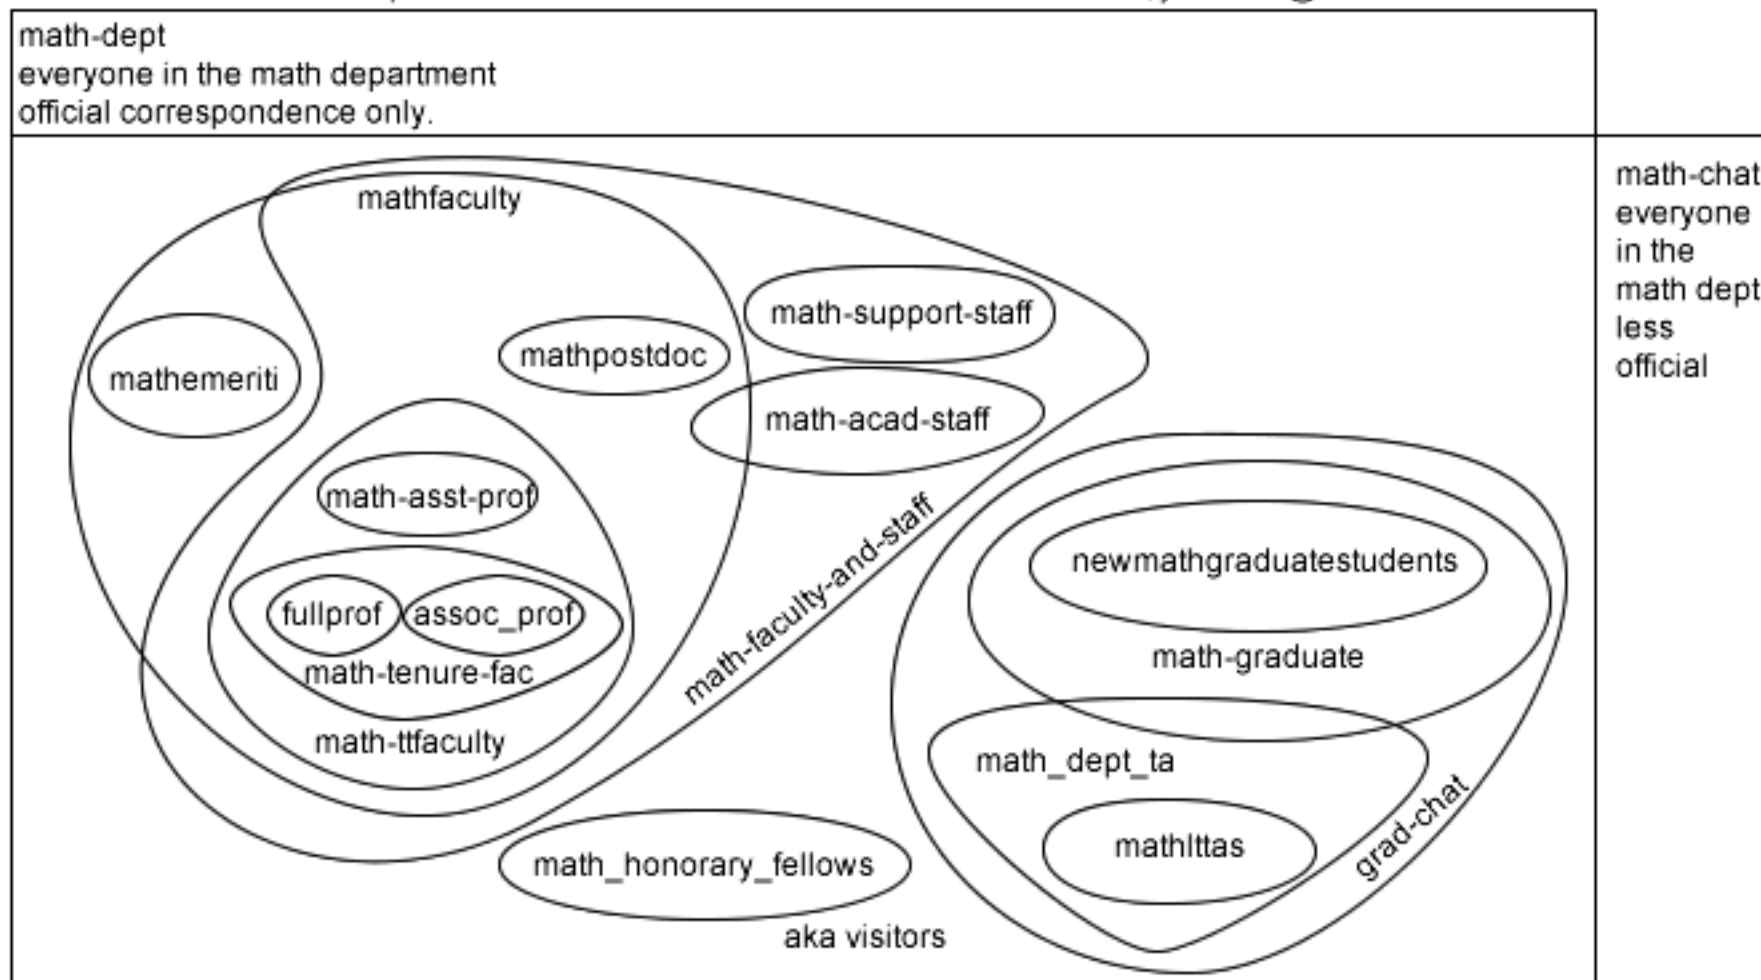 math-dept
everyone in the math department
official correspondence only.
math-chat
everyone
in the
math dept
less
official
mathfaculty
math-support-staff
mathpostdoc
mathemeriti
math-acad-staff
math-asst-prof
math-faculty-and-staff
newmathgraduatestudents
fullprof
assoc_prof
math-tenure-fac
math-graduate
math-ttfaculty
math_dept_ta
mathlttas
grad-chat
math_honorary_fellows
aka visitors